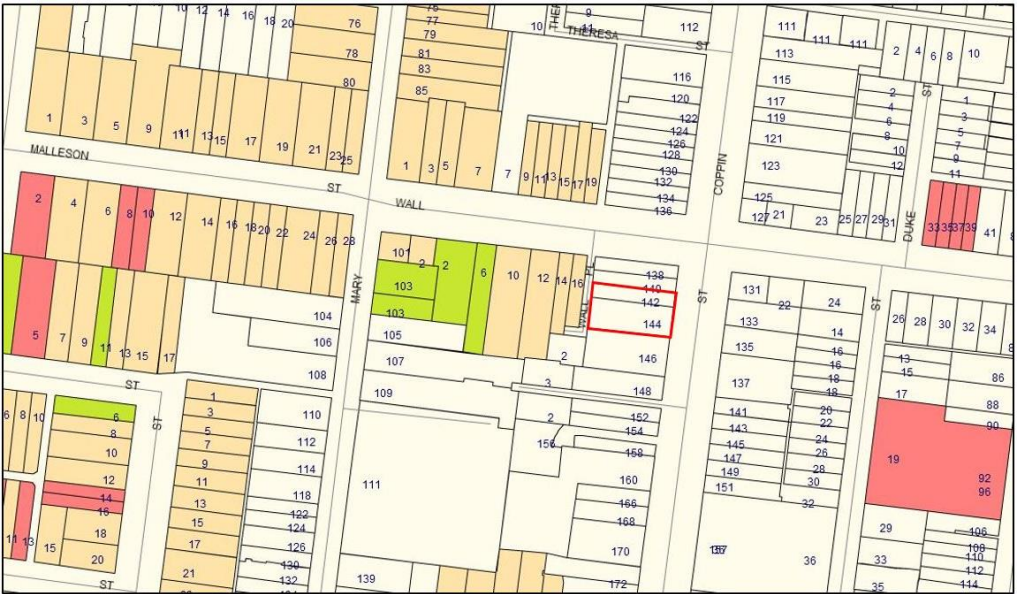 10 12 14 16 18 20 76 75 77 9 11 112 111 111 111
79 10 THERESA ST 2 4 6 8 10
78 81 113
80 83 116 115 2 1
85 120 117 4 3
1 3 5 9 11 11 13 15 17 19 21 23 25 122 119 6 5
124 121 8 7
126 10 9
128 123 12 11
MALLESON ST 1 3 5 7 7 9 11 13 15 17 19 130
132
134 125
136 127 21 23 25 27 29 31 33 35 37 39 41
WALL COPPIN ST DUKE ST
2 4 6 8 10 12 14 16 18 20 22 24 26 28
101 2 2 6 10 12 14 16 138 131 22 24
103 140
142
103 144 133 14 26 28 30 32 34
MARY ST WALL PL
104 105 135 16 13 86
106 107 2 146 16 15
5 7 9 11 13 15 17 108 109 3 148 137 18 17 88
18 90
ST
6 8 10 6 1 110 2 152 141 20
8 3 154 143 22
10 5 112 156 158 145 24
7 26
12 9 114 111 160 147 28 19 92
14 11 149 30 96
16 13 118 166 151 32
122
18 15 124 168 29 106
11 13 15 20 17 126 170 36 33 108
130 110
21 132 139 172 35 112
114
ST